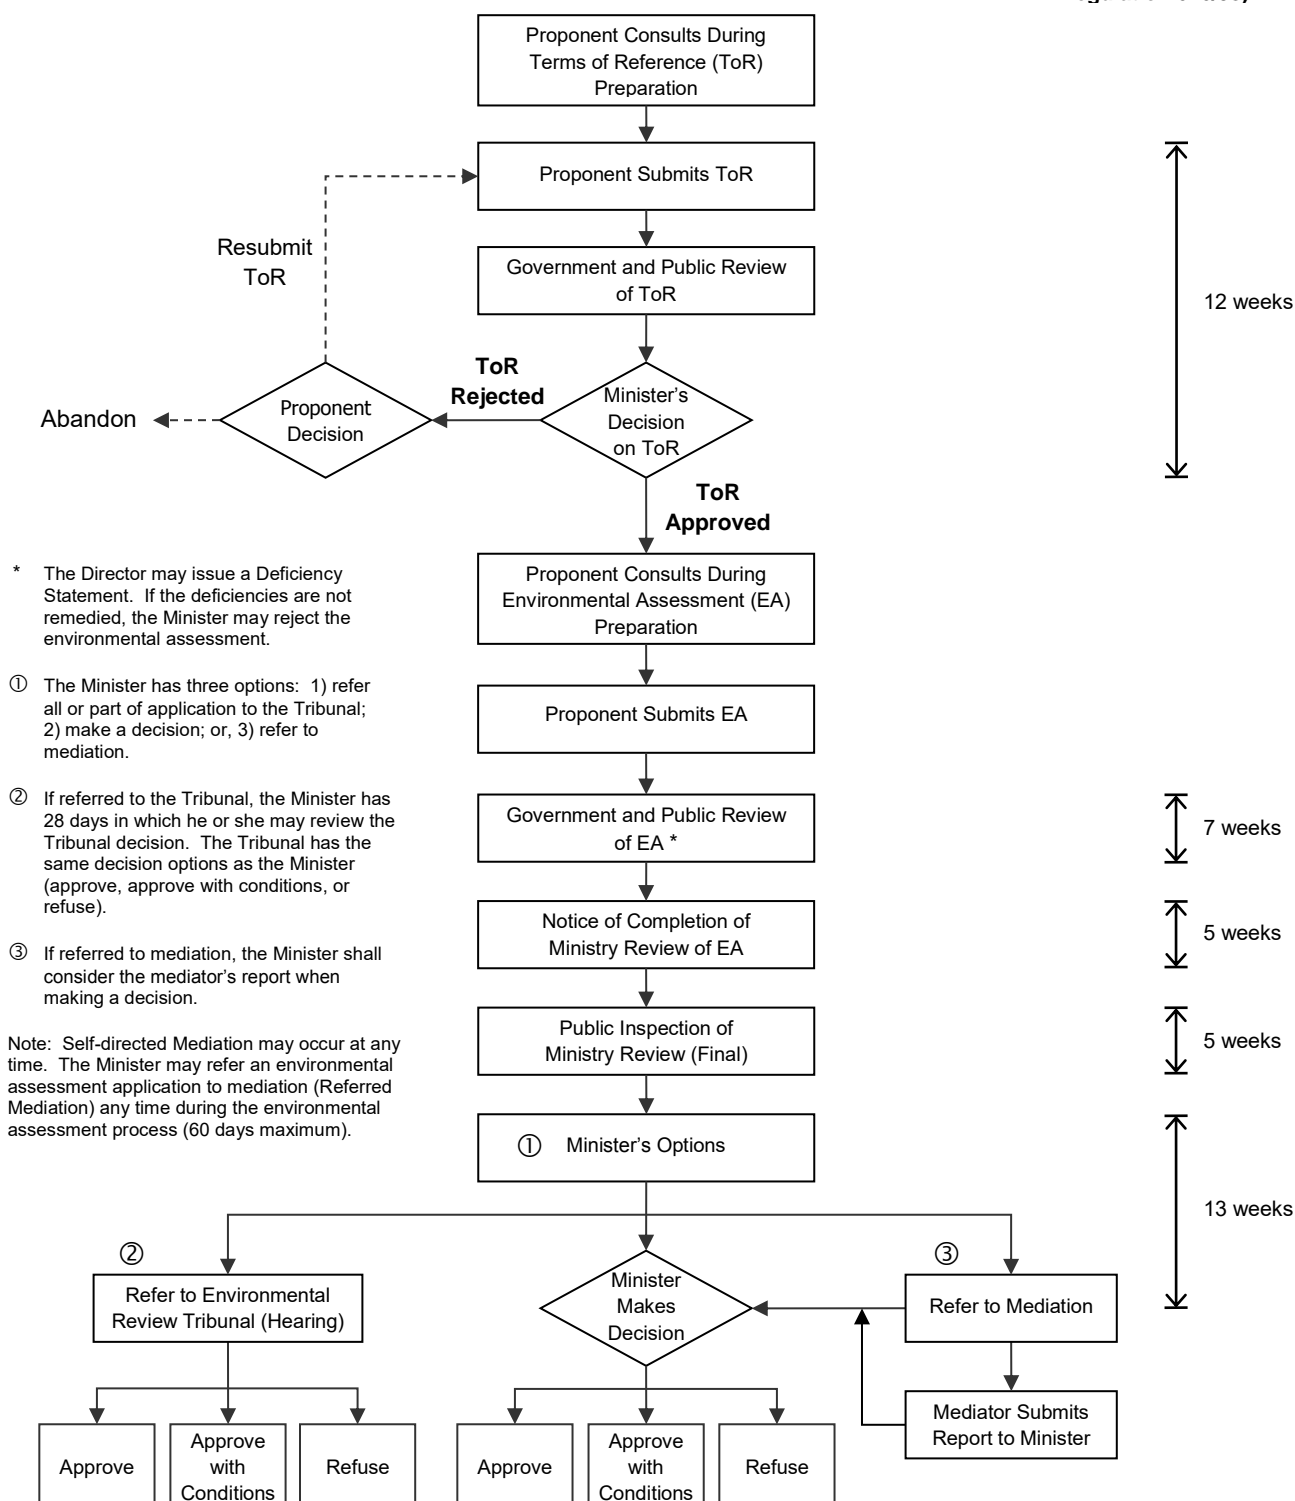 Proponent Consults During
Terms of Reference (ToR)
Preparation
Proponent Submits ToR
Resubmit
ToR
Government and Public Review
of ToR
12 weeks
ToR
Rejected
Minister's
Decision
on ToR
Proponent
Decision
Abandon
ToR
Approved
* The Director may issue a Deficiency
Statement. If the deficiencies are not
remedied, the Minister may reject the
environmental assessment.
① The Minister has three options: 1) refer
all or part of application to the Tribunal;
2) make a decision; or, 3) refer to
mediation.
② If referred to the Tribunal, the Minister has
28 days in which he or she may review the
Tribunal decision. The Tribunal has the
same decision options as the Minister
(approve, approve with conditions, or
refuse).
③ If referred to mediation, the Minister shall
consider the mediator's report when
making a decision.
Note: Self-directed Mediation may occur at any
time. The Minister may refer an environmental
assessment application to mediation (Referred
Mediation) any time during the environmental
assessment process (60 days maximum).
Proponent Consults During
Environmental Assessment (EA)
Preparation
Proponent Submits EA
Government and Public Review
of EA *
7 weeks
Notice of Completion of
Ministry Review of EA
5 weeks
Public Inspection of
Ministry Review (Final)
5 weeks
① Minister's Options
13 weeks
②
Refer to Environmental
Review Tribunal (Hearing)
Minister
Makes
Decision
③
Refer to Mediation
Mediator Submits
Report to Minister
Approve
Approve
with
Conditions
Refuse
Approve
Approve
with
Conditions
Refuse